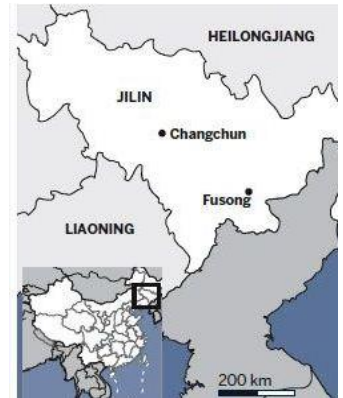 HEILONGJIANG
JILIN
Changchun
Fusong
LIAONING
200 km